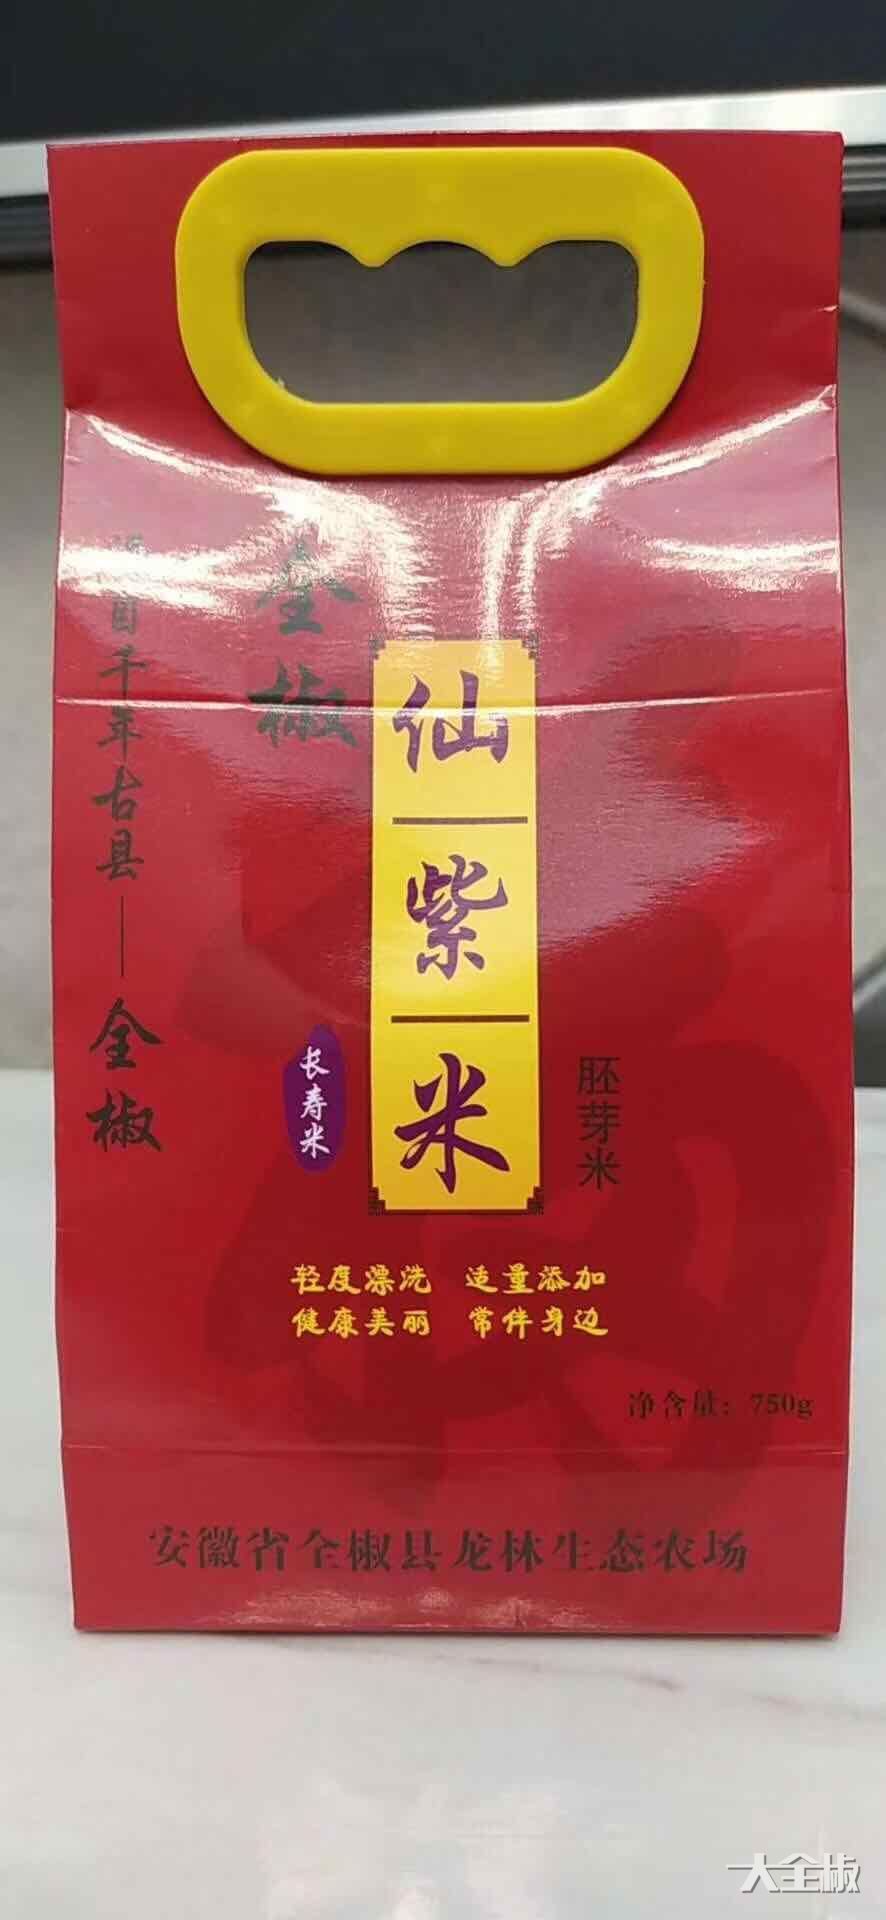 全椒
仙紫米
长寿米
胚芽米
自千年古县——全椒
轻度漂洗 适量添加
健康美丽 常伴身边
净含量：750g
安徽省全椒县龙林生态农场
大全椒